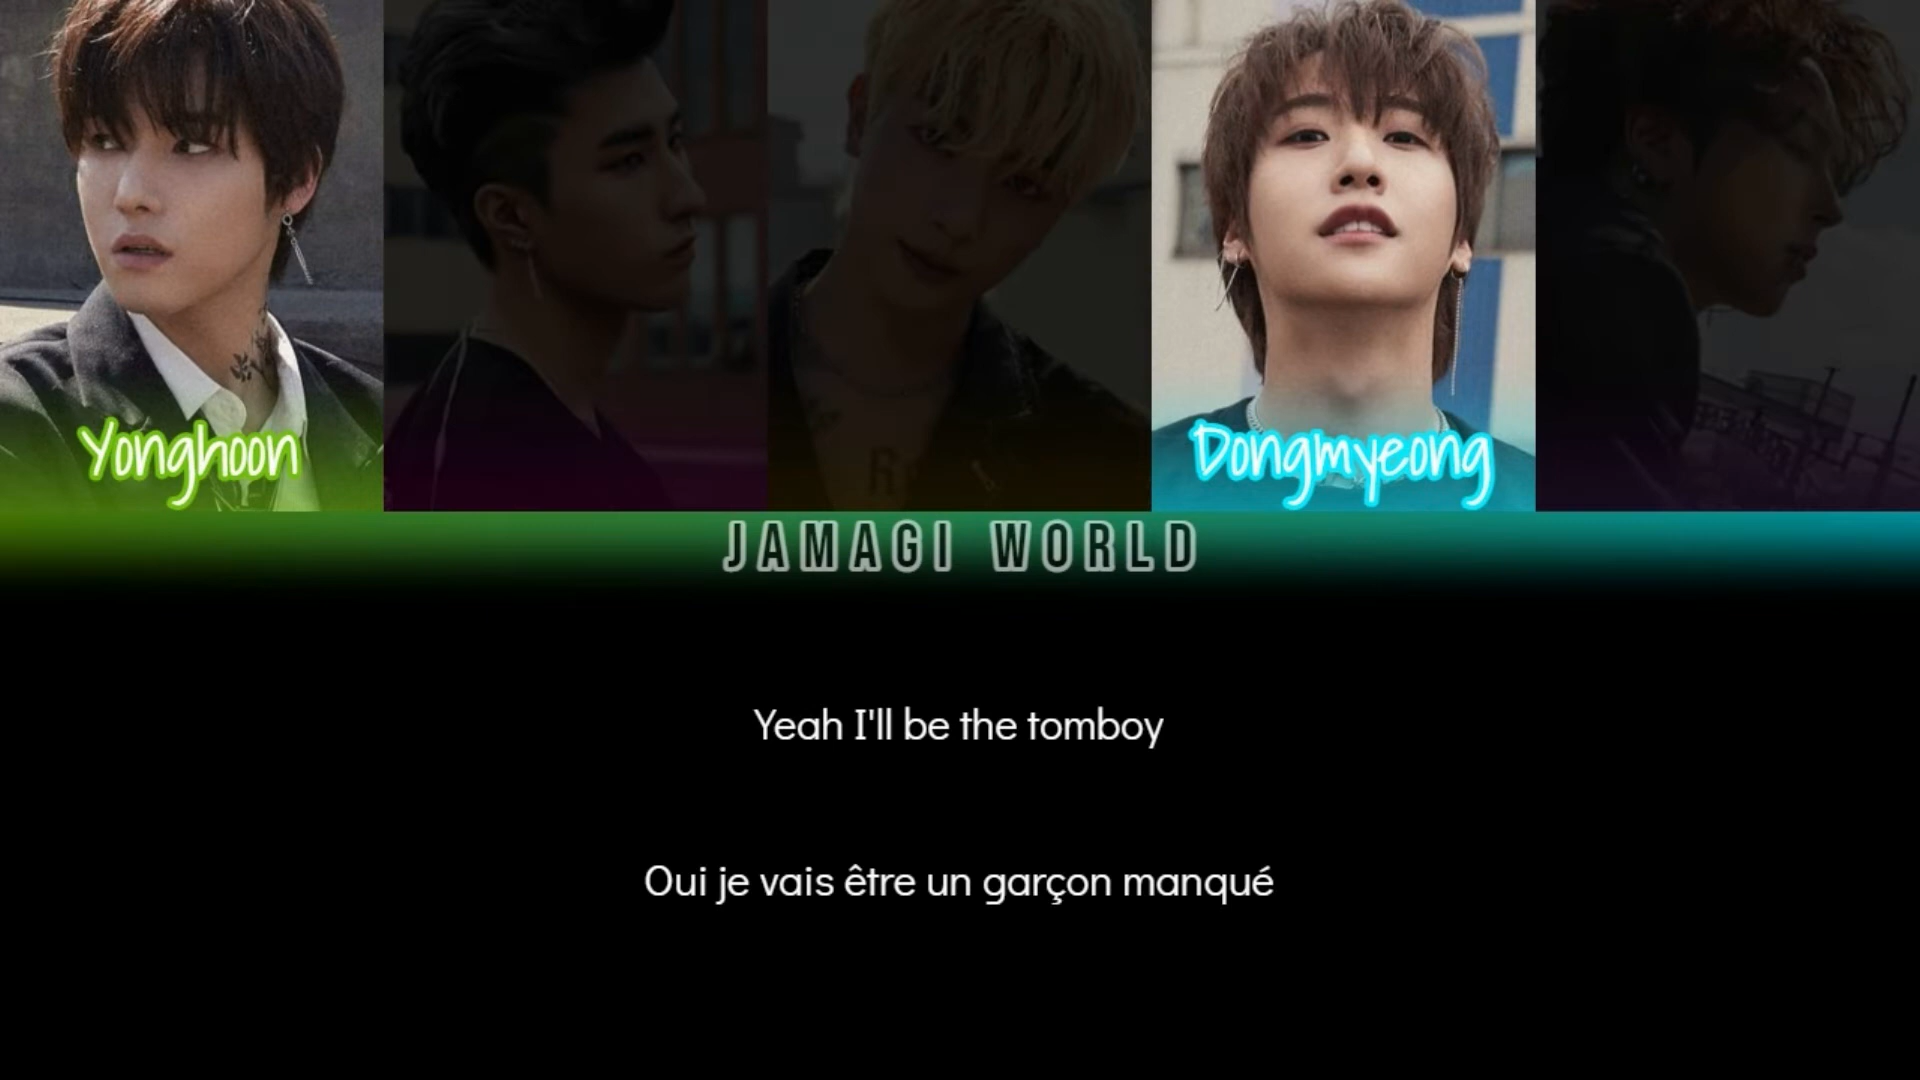 Yonghoon
Dongmyeong
JAMAGI WORLD
Yeah I'll be the tomboy
Oui je vais être un garçon manqué